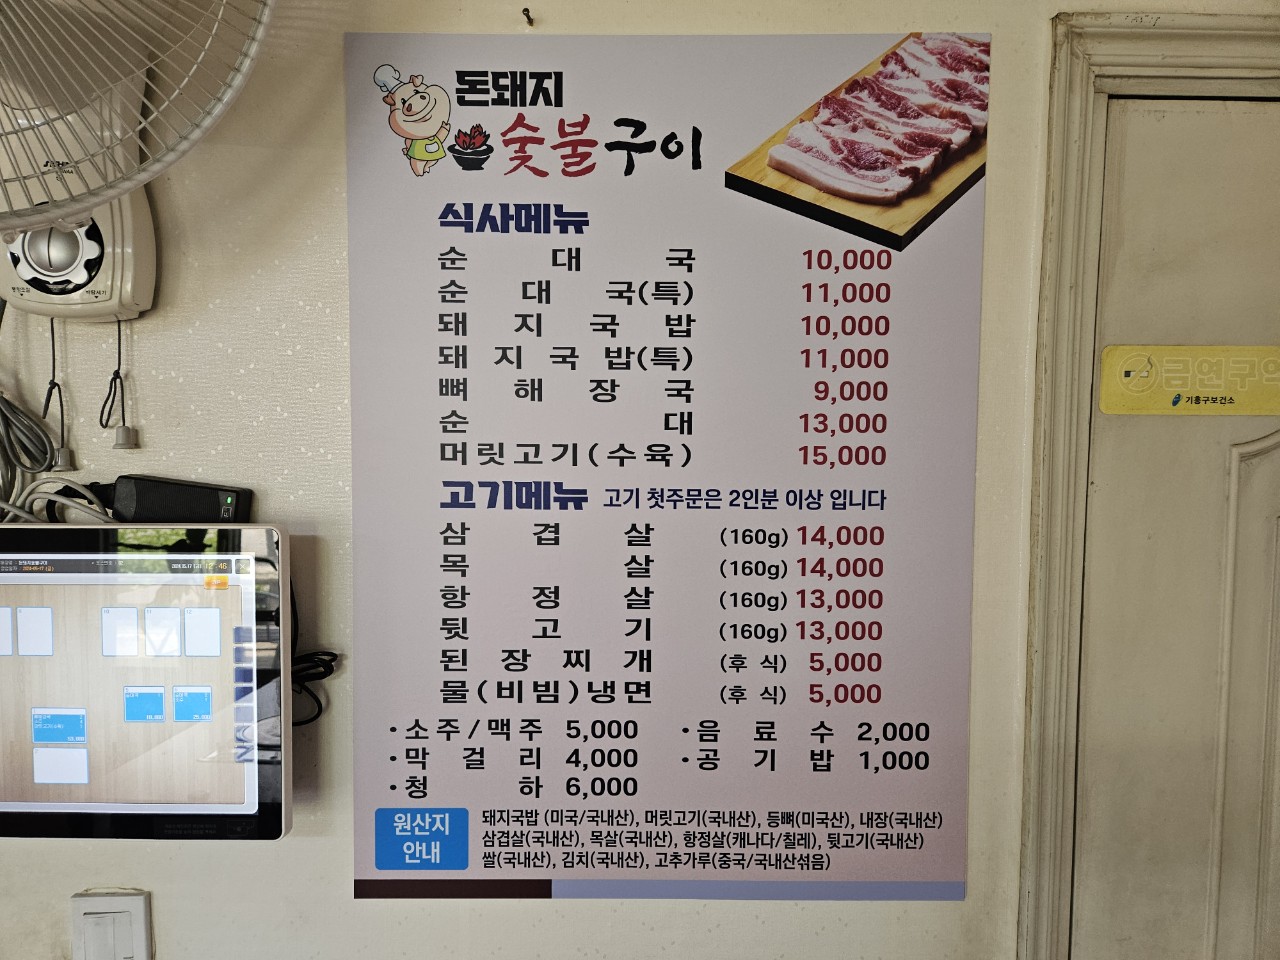 돈돼지
숯불구이
식사메뉴
순대국 10,000
순대국(특) 11,000
돼지국밥 10,000
돼지국밥(특) 11,000
뼈해장국 9,000
순대 13,000
머릿고기(수육) 15,000
고기메뉴 고기 첫주문은 2인분 이상 입니다
삼겹살 (160g) 14,000
목살 (160g) 14,000
항정살 (160g) 13,000
뒷고기 (160g) 13,000
된장찌개 (후식) 5,000
물(비빔)냉면 (후식) 5,000
·소주/맥주 5,000 ·음료수 2,000
·막걸리 4,000 ·공기밥 1,000
·청하 6,000
원산지 안내
돼지국밥 (미국/국내산), 머릿고기(국내산), 등뼈(미국산), 내장(국내산)
삼겹살(국내산), 목살(국내산), 항정살(캐나다/칠레), 뒷고기(국내산)
쌀(국내산), 김치(국내산), 고추가루(중국/국내산섞음)
금연구역
기흥구보건소